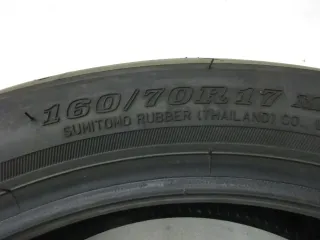 160/70R17 M
SUMITOMO RUBBER (THAILAND) CO.